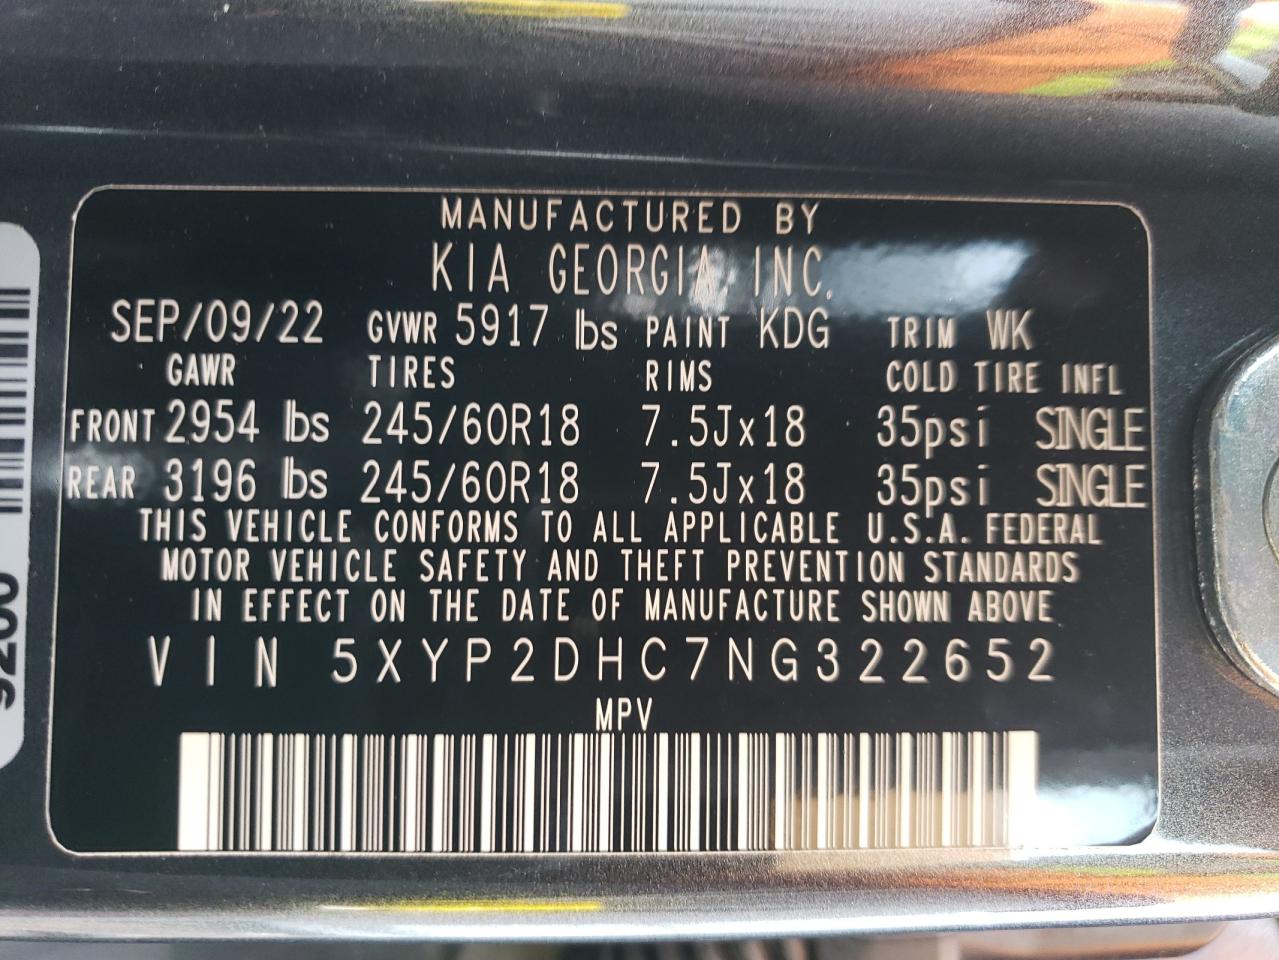 MANUFACTURED BY
KIA GEORGIA INC.
SEP/09/22 GVWR 5917 lbs PAINT KDG TRIM WK
GAWR TIRES RIMS COLD TIRE INFL
FRONT 2954 lbs 245/60R18 7.5Jx18 35psi SINGLE
REAR 3196 lbs 245/60R18 7.5Jx18 35psi SINGLE
THIS VEHICLE CONFORMS TO ALL APPLICABLE U.S.A. FEDERAL
MOTOR VEHICLE SAFETY AND THEFT PREVENTION STANDARDS
IN EFFECT ON THE DATE OF MANUFACTURE SHOWN ABOVE
VIN 5XYP2DHC7NG322652
MPV